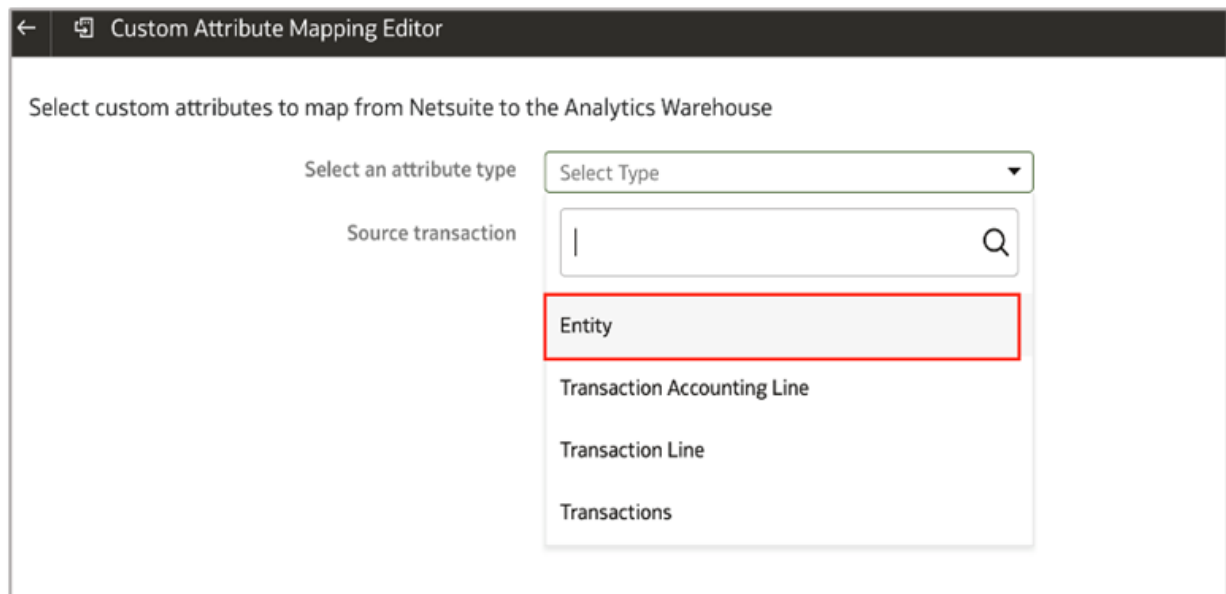 Custom Attribute Mapping Editor
Select custom attributes to map from Netsuite to the Analytics Warehouse
Select an attribute type
Select Type
Source transaction
Entity
Transaction Accounting Line
Transaction Line
Transactions